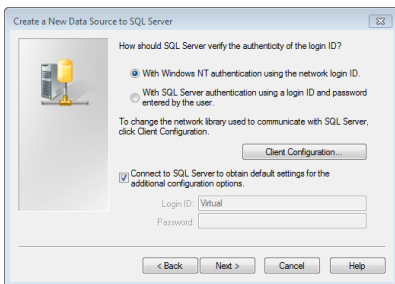 Create a New Data Source to SQL Server
How should SQL Server verify the authenticity of the login ID?
With Windows NT authentication using the network login ID.
With SQL Server authentication using a login ID and password
entered by the user.
To change the network library used to communicate with SQL Server,
click Client Configuration.
Client Configuration...
Connect to SQL Server to obtain default settings for the
additional configuration options.
Login ID: Virtual
Password:
< Back Next > Cancel Help